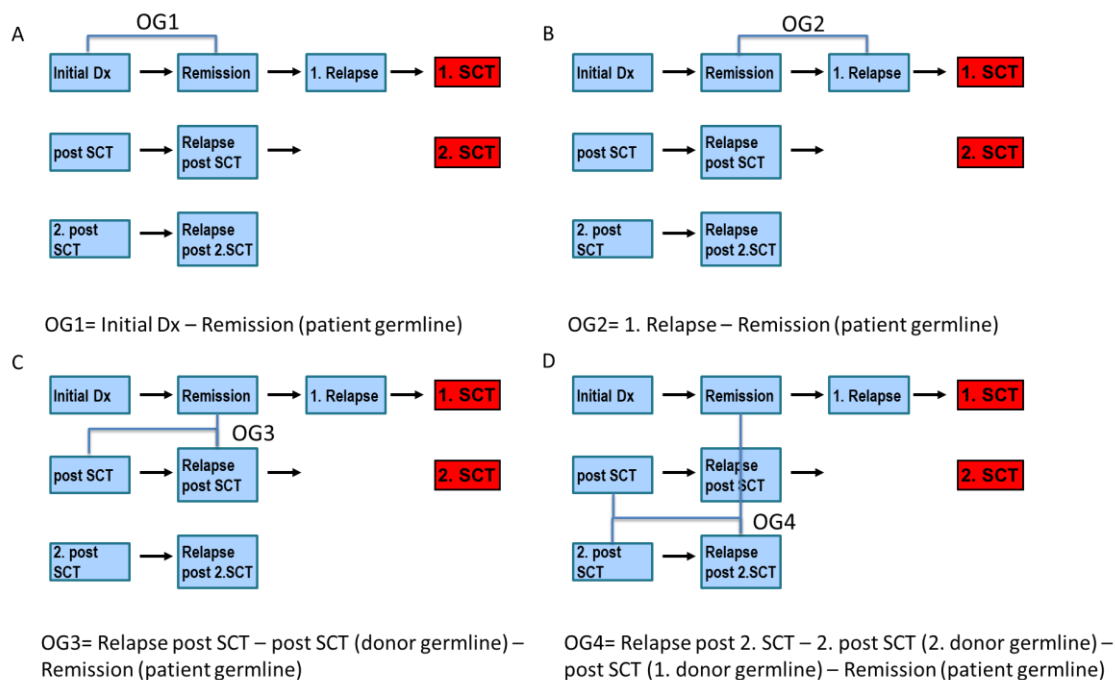 A
OG1
Initial Dx
Remission
1. Relapse
1. SCT
post SCT
Relapse
post SCT
2. SCT
2. post
SCT
Relapse
post 2.SCT
OG1= Initial Dx – Remission (patient germline)
B
OG2
Initial Dx
Remission
1. Relapse
1. SCT
post SCT
Relapse
post SCT
2. SCT
2. post
SCT
Relapse
post 2.SCT
OG2= 1. Relapse – Remission (patient germline)
C
Initial Dx
Remission
1. Relapse
1. SCT
OG3
post SCT
Relapse
post SCT
2. SCT
2. post
SCT
Relapse
post 2.SCT
OG3= Relapse post SCT – post SCT (donor germline) –
Remission (patient germline)
D
Initial Dx
Remission
1. Relapse
1. SCT
post SCT
Relapse
post SCT
2. SCT
OG4
2. post
SCT
Relapse
post 2.SCT
OG4= Relapse post 2. SCT – 2. post SCT (2. donor germline) –
post SCT (1. donor germline) – Remission (patient germline)